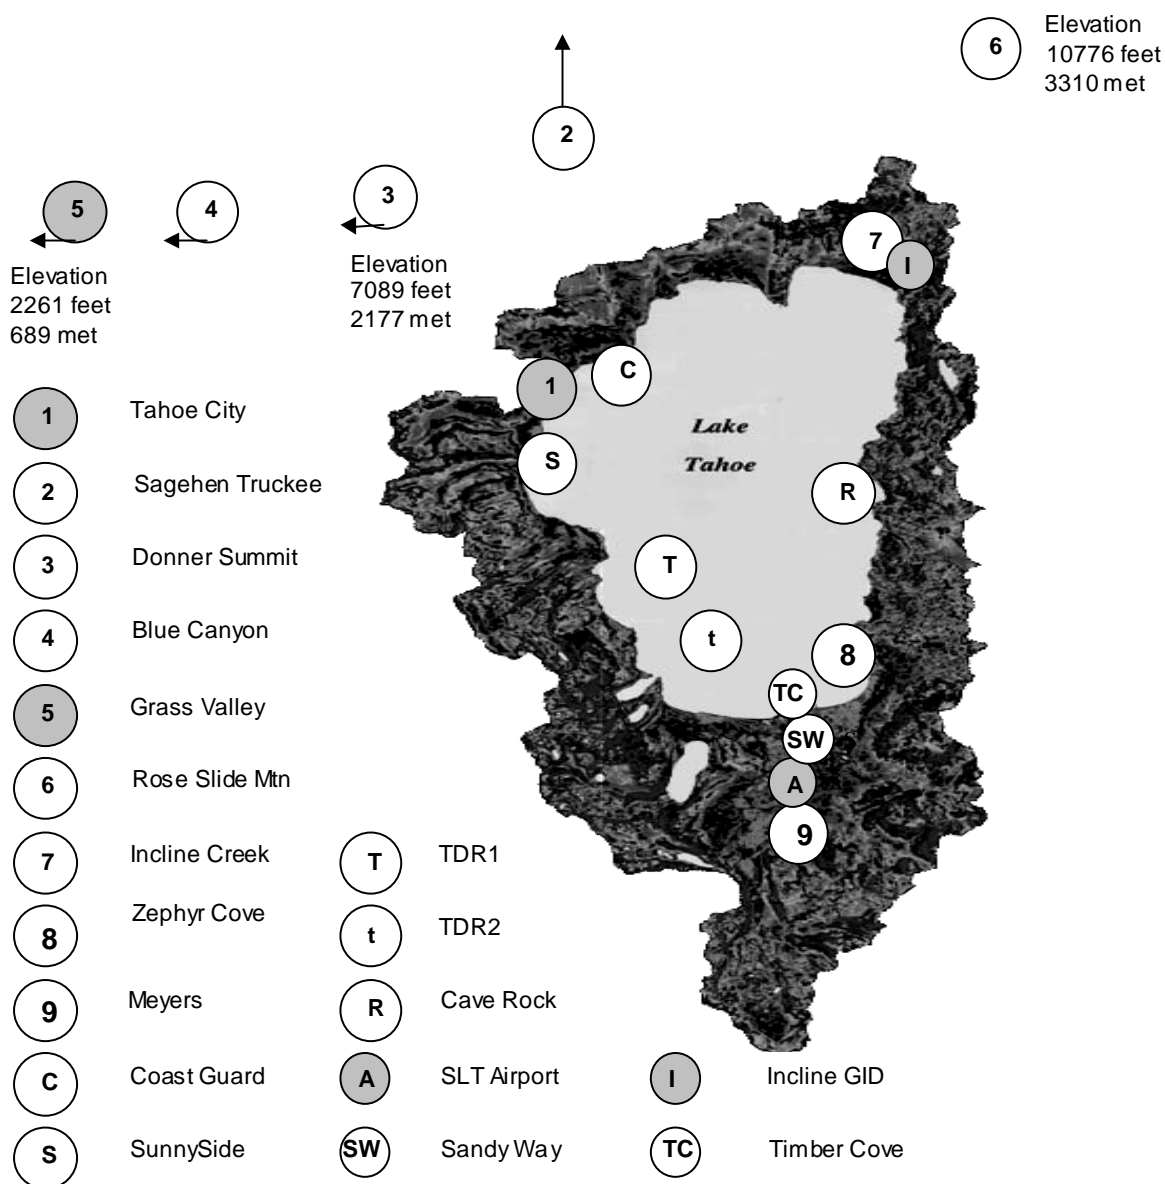 6
Elevation
10776 feet
3310 met
2
5
4
3
Elevation
2261 feet
689 met
Elevation
7089 feet
2177 met
7
I
C
1
S
Lake
Tahoe
R
T
t
8
TC
SW
A
9
1 Tahoe City
2 Sagehen Truckee
3 Donner Summit
4 Blue Canyon
5 Grass Valley
6 Rose Slide Mtn
7 Incline Creek
T TDR1
8 Zephyr Cove
t TDR2
9 Meyers
R Cave Rock
C Coast Guard
A SLT Airport
I Incline GID
S SunnySide
SW Sandy Way
TC Timber Cove